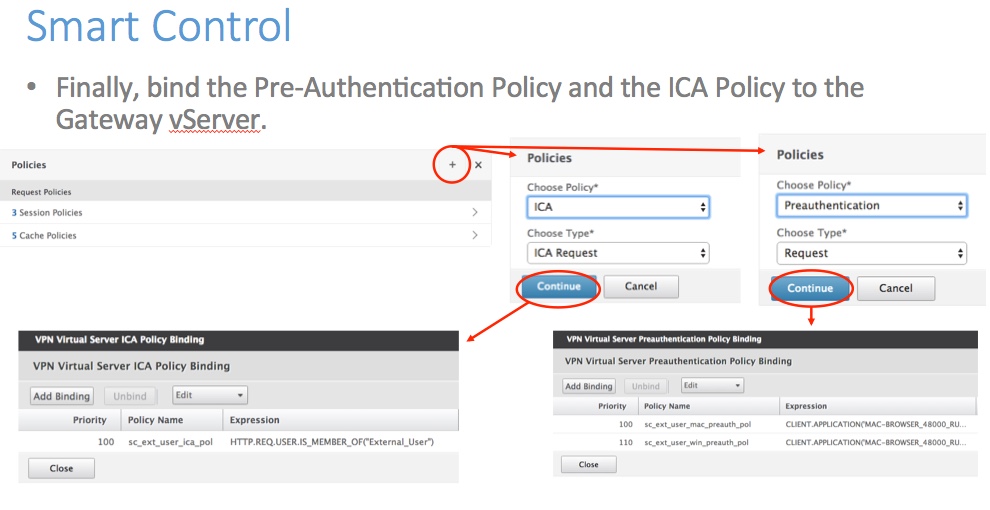 Smart Control
• Finally, bind the Pre-Authentication Policy and the ICA Policy to the
Gateway vServer.
Policies
+ ×
Request Policies
3 Session Policies
5 Cache Policies
Policies
Choose Policy*
ICA
Choose Type*
ICA Request
Continue Cancel
Policies
Choose Policy*
Preauthentication
Choose Type*
Request
Continue Cancel
VPN Virtual Server ICA Policy Binding
VPN Virtual Server ICA Policy Binding
Add Binding Unbind Edit
Priority Policy Name Expression
100 sc_ext_user_ica_pol HTTP.REQ.USER.IS_MEMBER_OF("External_User")
Close
VPN Virtual Server Preauthentication Policy Binding
VPN Virtual Server Preauthentication Policy Binding
Add Binding Unbind Edit
Priority Policy Name Expression
100 sc_ext_user_mac_preauth_pol CLIENT.APPLICATION('MAC-BROWSER_48000_RU...
110 sc_ext_user_win_preauth_pol CLIENT.APPLICATION('MAC-BROWSER_48000_RU...
Close